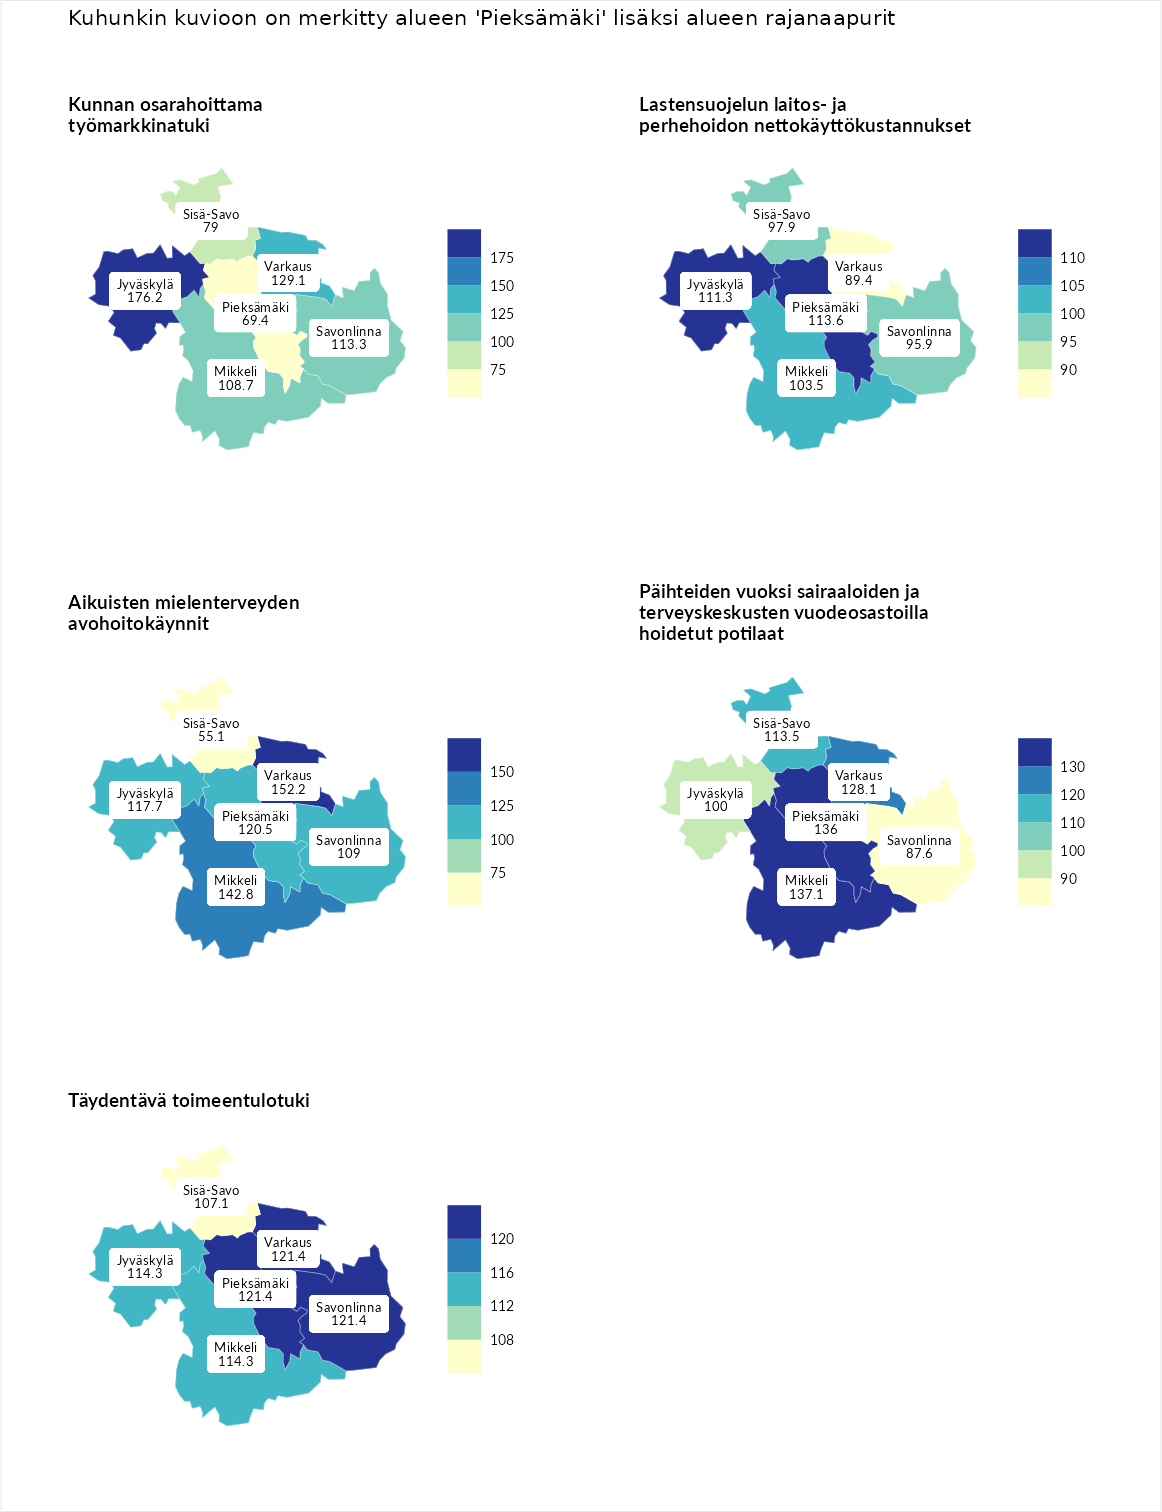 Kuhunkin kuvioon on merkitty alueen 'Pieksämäki' lisäksi alueen rajanaapurit
Kunnan osarahoittama
työmarkkinatuki
Sisä-Savo
79
Varkaus
129.1
Jyväskylä
176.2
Pieksämäki
69.4
Savonlinna
113.3
Mikkeli
108.7
175
150
125
100
75
Lastensuojelun laitos- ja
perhehoidon nettokäyttökustannukset
Sisä-Savo
97.9
Varkaus
89.4
Jyväskylä
111.3
Pieksämäki
113.6
Savonlinna
95.9
Mikkeli
103.5
110
105
100
95
90
Aikuisten mielenterveyden
avohoitokäynnit
Sisä-Savo
55.1
Varkaus
152.2
Jyväskylä
117.7
Pieksämäki
120.5
Savonlinna
109
Mikkeli
142.8
150
125
100
75
Päihteiden vuoksi sairaaloiden ja
terveyskeskusten vuodeosastoilla
hoidetut potilaat
Sisä-Savo
113.5
Varkaus
128.1
Jyväskylä
100
Pieksämäki
136
Savonlinna
87.6
Mikkeli
137.1
130
120
110
100
90
Täydentävä toimeentulotuki
Sisä-Savo
107.1
Varkaus
121.4
Jyväskylä
114.3
Pieksämäki
121.4
Savonlinna
121.4
Mikkeli
114.3
120
116
112
108